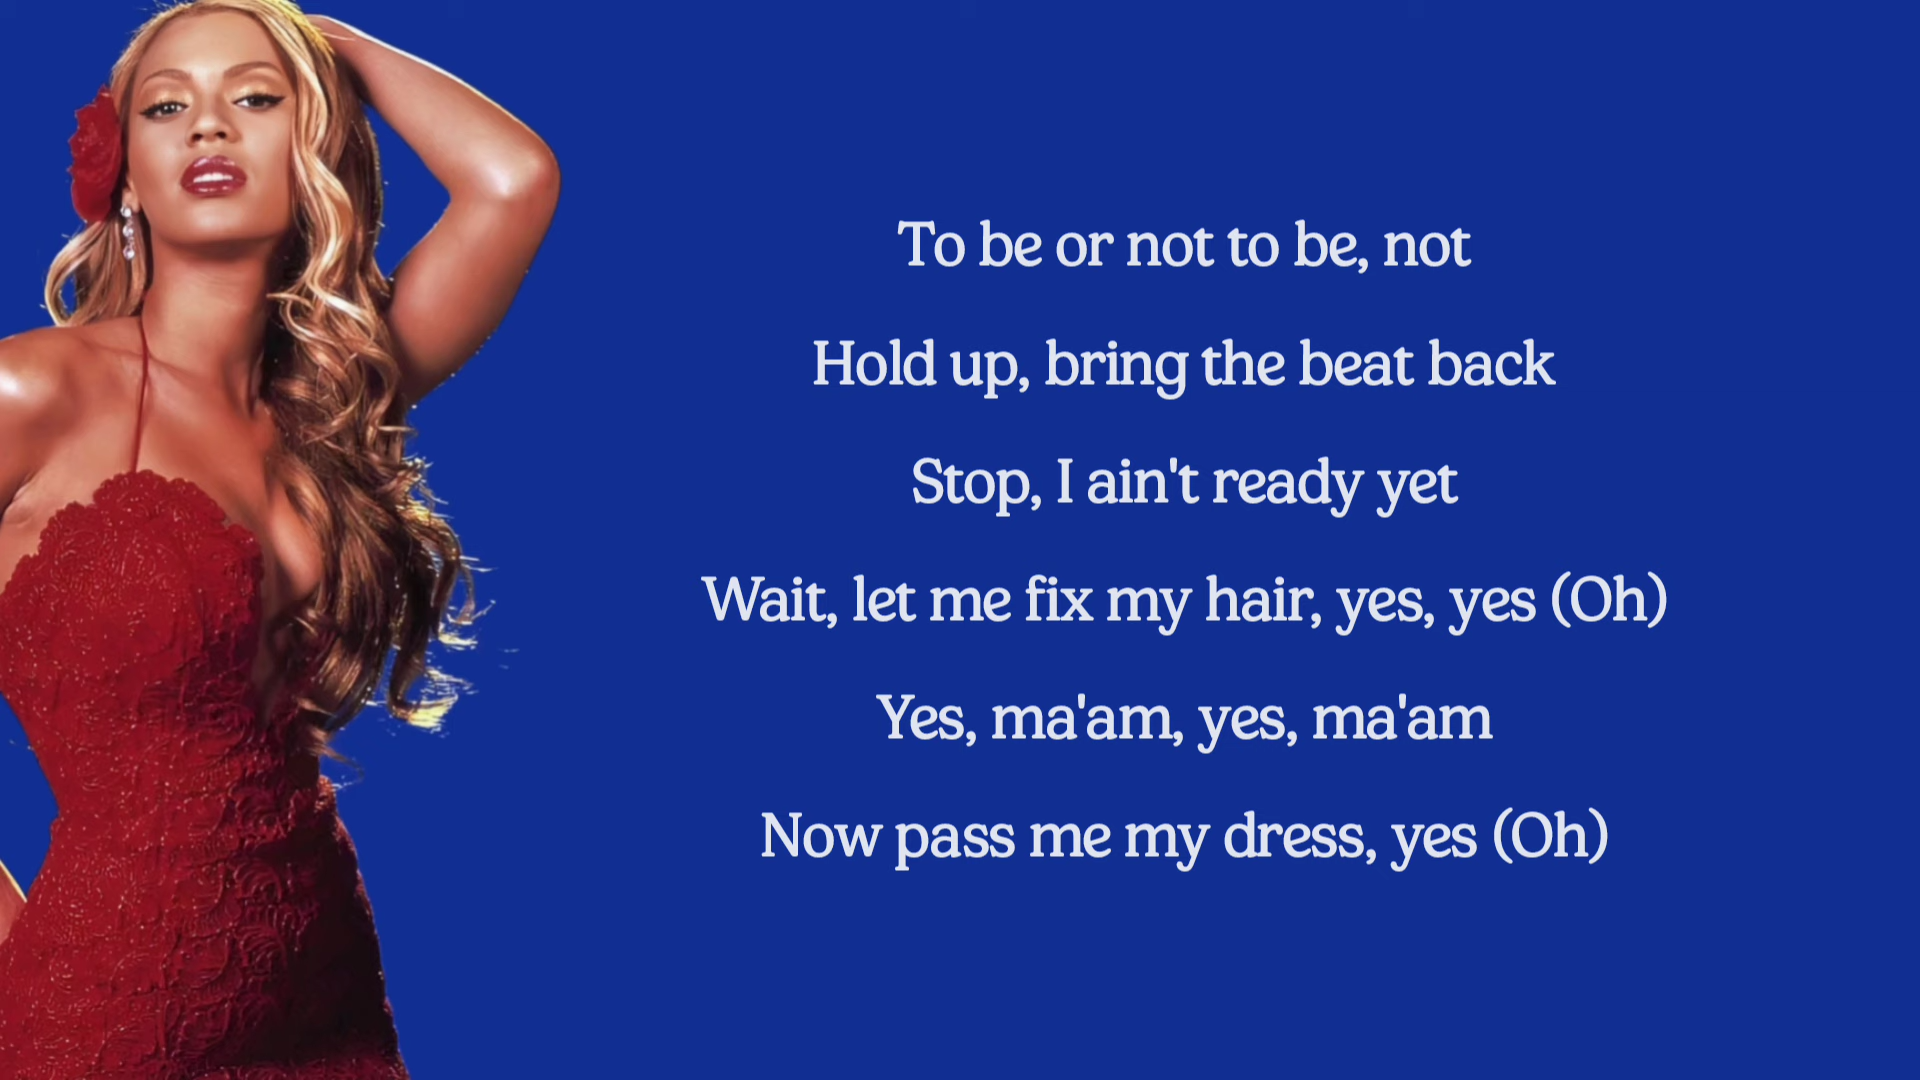 To be or not to be, not
Hold up, bring the beat back
Stop, I ain't ready yet
Wait, let me fix my hair, yes, yes (Oh)
Yes, ma'am, yes, ma'am
Now pass me my dress, yes (Oh)